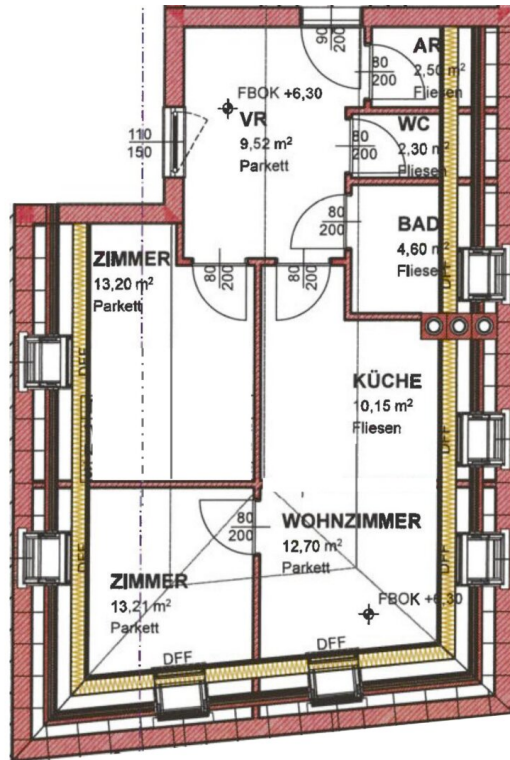 90
200
AR
80
200
2,50 m²
Fliesen
FBOK +6,30
VR
9,52 m²
Parkett
110
150
WC
80
200
2,30 m²
Fliesen
80
200
BAD
4,60 m²
Fliesen
DFF
ZIMMER
13,20 m²
Parkett
80
200
80
200
DFF
KÜCHE
10,15 m²
Fliesen
DFF
80
200
WOHNZIMMER
12,70 m²
Parkett
DFF
DFF
ZIMMER
13,21 m²
Parkett
FBOK +6,30
DFF
DFF